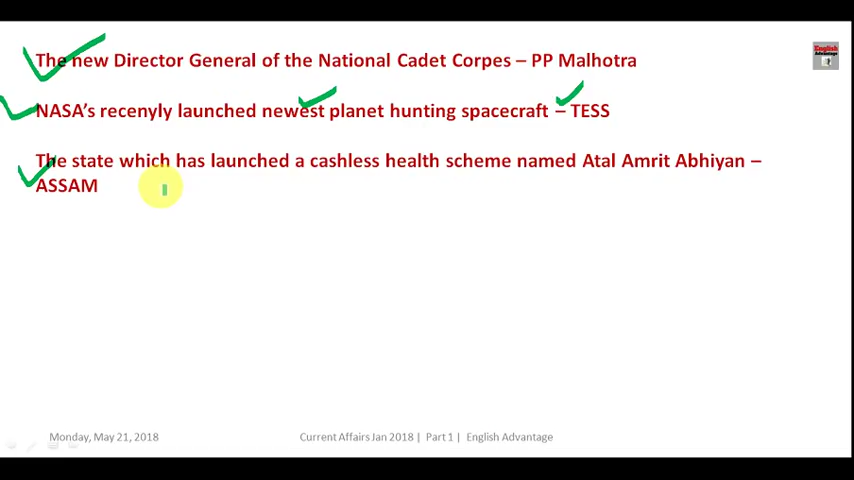 The new Director General of the National Cadet Corpes – PP Malhotra
English
Advantage
NASA's recenyly launched newest planet hunting spacecraft – TESS
The state which has launched a cashless health scheme named Atal Amrit Abhiyan –
ASSAM
Monday, May 21, 2018
Current Affairs Jan 2018 | Part 1 | English Advantage